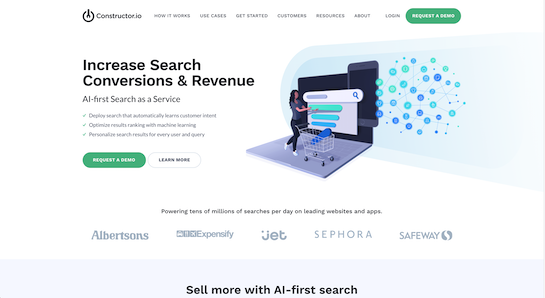 Constructor.io
HOW IT WORKS USE CASES GET STARTED CUSTOMERS RESOURCES ABOUT LOGIN REQUEST A DEMO
Increase Search
Conversions & Revenue
AI-first Search as a Service
Deploy search that automatically learns customer intent
Optimize results ranking with machine learning
Personalize search results for every user and query
REQUEST A DEMO LEARN MORE
Powering tens of millions of searches per day on leading websites and apps.
Albertsons Expensify jet SEPHORA SAFEWAY
Sell more with AI-first search